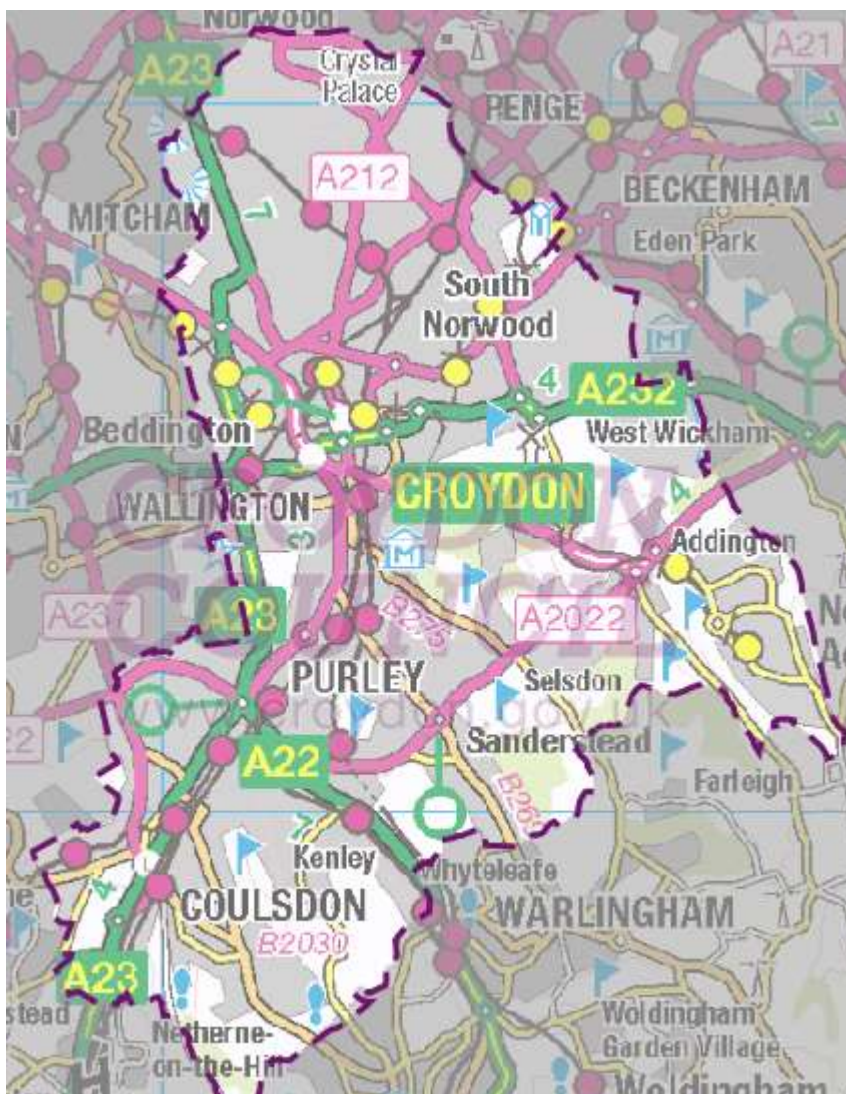 Norwood
A23
Crystal
Palace
A21
PENGE
A212
BECKENHAM
MITCHAM
Eden Park
South
Norwood
4
A232
Beddington
West Wickham
CROYDON
WALLINGTON
4
CROYDON
COUNCIL
Addington
A237
A23
B275
A2022
PURLEY
Selsdon
www.croydon.gov.uk
Sanderstead
A22
Farleigh
Kenley
Whyteleafe
4
COULSDON
WARLINGHAM
B2030
A23
stead
Netherne-
on-the-Hill
Woldingham
Garden Village
Woldingham